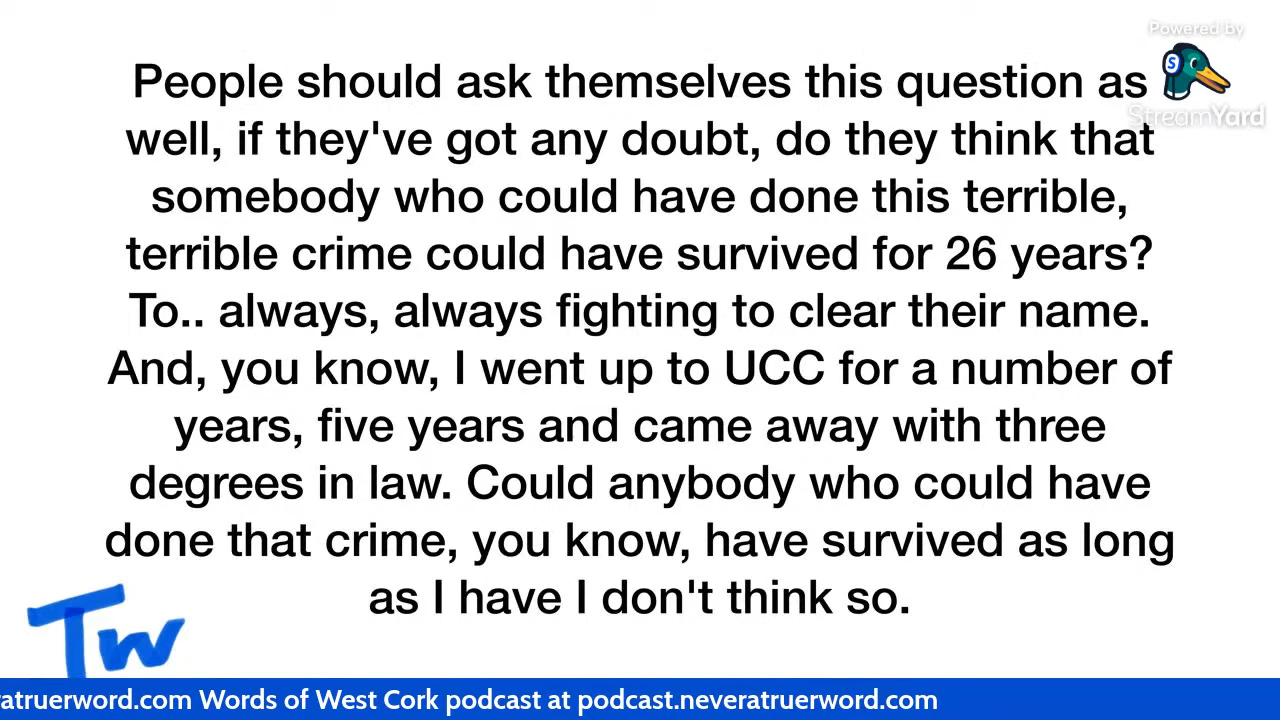 Powered by
StreamYard
People should ask themselves this question as
well, if they've got any doubt, do they think that
somebody who could have done this terrible,
terrible crime could have survived for 26 years?
To.. always, always fighting to clear their name.
And, you know, I went up to UCC for a number of
years, five years and came away with three
degrees in law. Could anybody who could have
done that crime, you know, have survived as long
as I have I don't think so.
Tw
eratruerword.com Words of West Cork podcast at podcast.neveratruerword.com